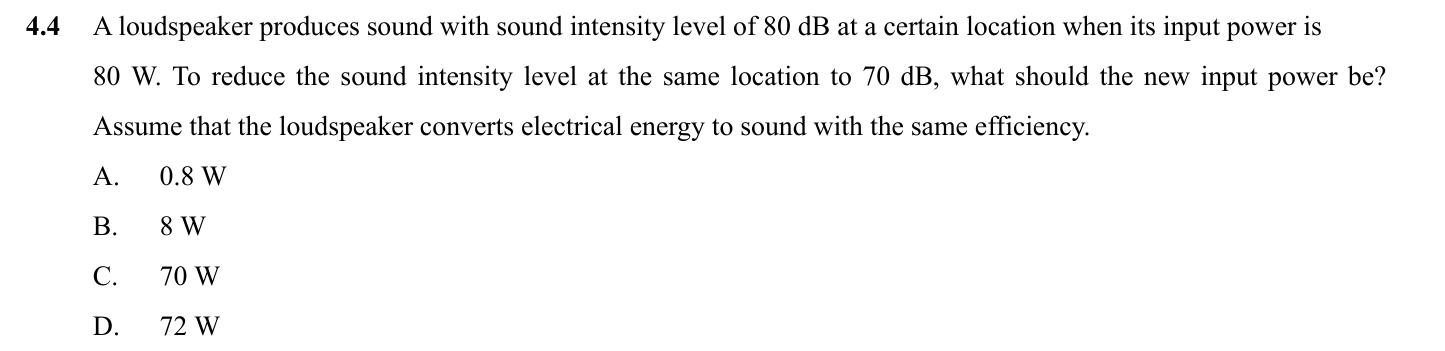 4.4 A loudspeaker produces sound with sound intensity level of 80 dB at a certain location when its input power is
80 W. To reduce the sound intensity level at the same location to 70 dB, what should the new input power be?
Assume that the loudspeaker converts electrical energy to sound with the same efficiency.
A. 0.8 W
B. 8 W
C. 70 W
D. 72 W